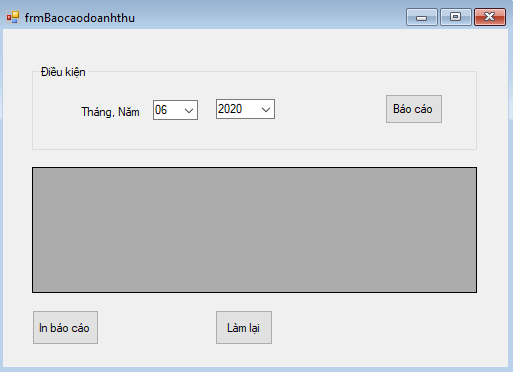 frmBaocaodoanhthu
Điều kiện
Tháng, Năm 06 2020 Báo cáo
In báo cáo Làm lại